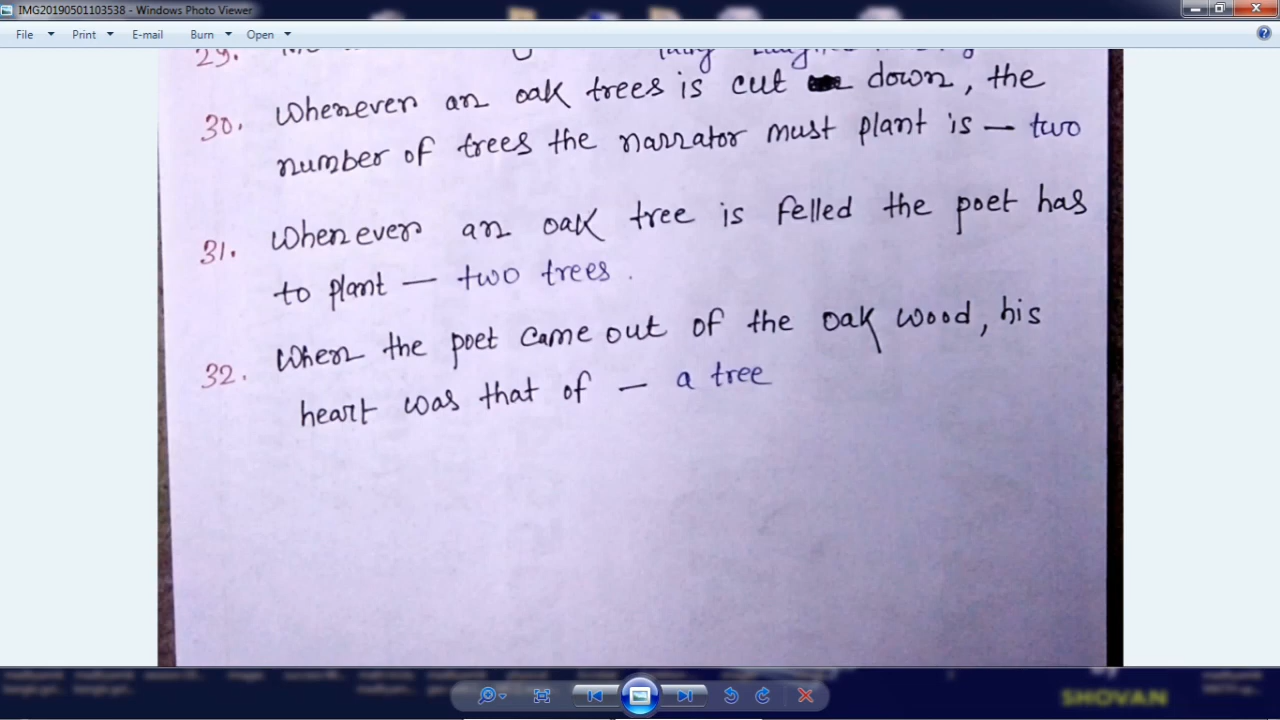 IMG20190501103538 - Windows Photo Viewer
File Print E-mail Burn Open
29.
30. Whenever an oak trees is cut down, the
number of trees the narrator must plant is — two
31. Whenever an oak tree is felled the poet has
to plant — two trees.
32. When the poet came out of the oak wood, his
heart was that of — a tree
SHOVAN